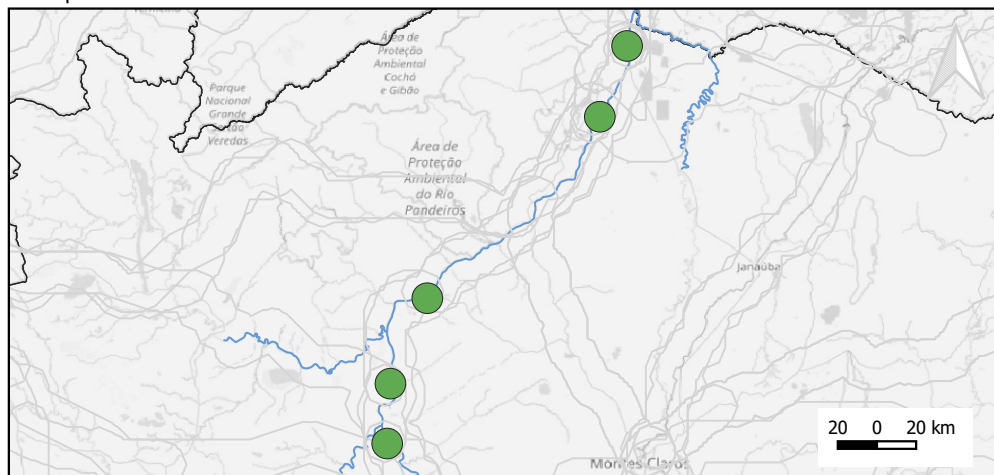 Área de
Proteção
Ambiental
Cochá
e Gibão
Parque
Nacional
Grande
Veredas
Área de
Proteção
Ambiental
do Rio
Pandeiros
Janaúba
Montes Claros
20 0 20 km